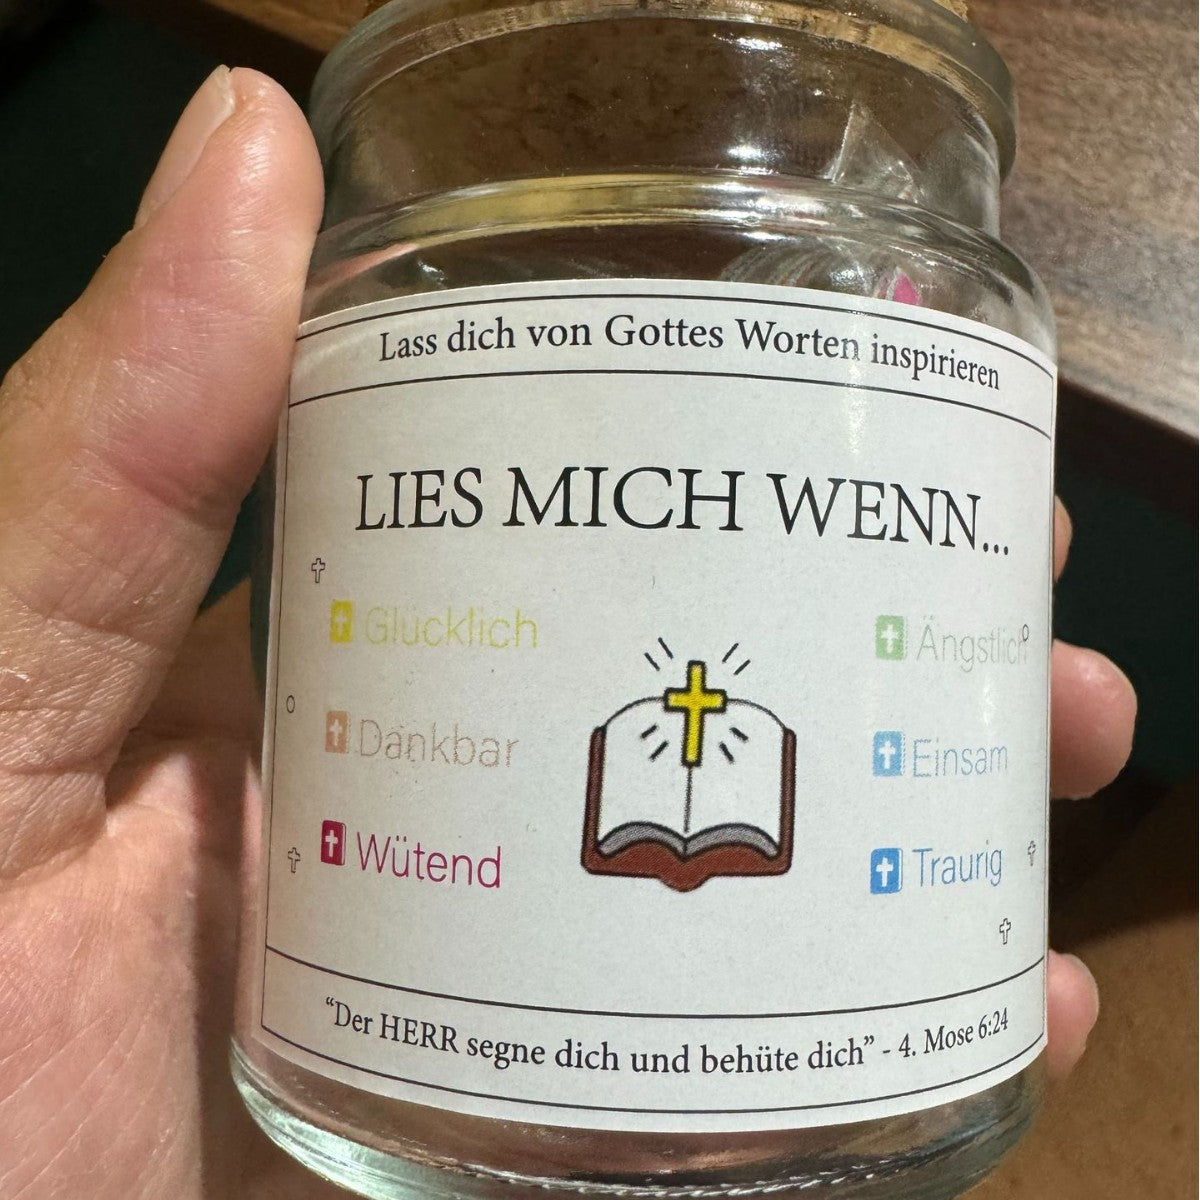 Lass dich von Gottes Worten inspirieren
LIES MICH WENN...
Glücklich
Dankbar
Wütend
Ängstlich
Einsam
Traurig
“Der HERR segne dich und behüte dich” - 4. Mose 6:24